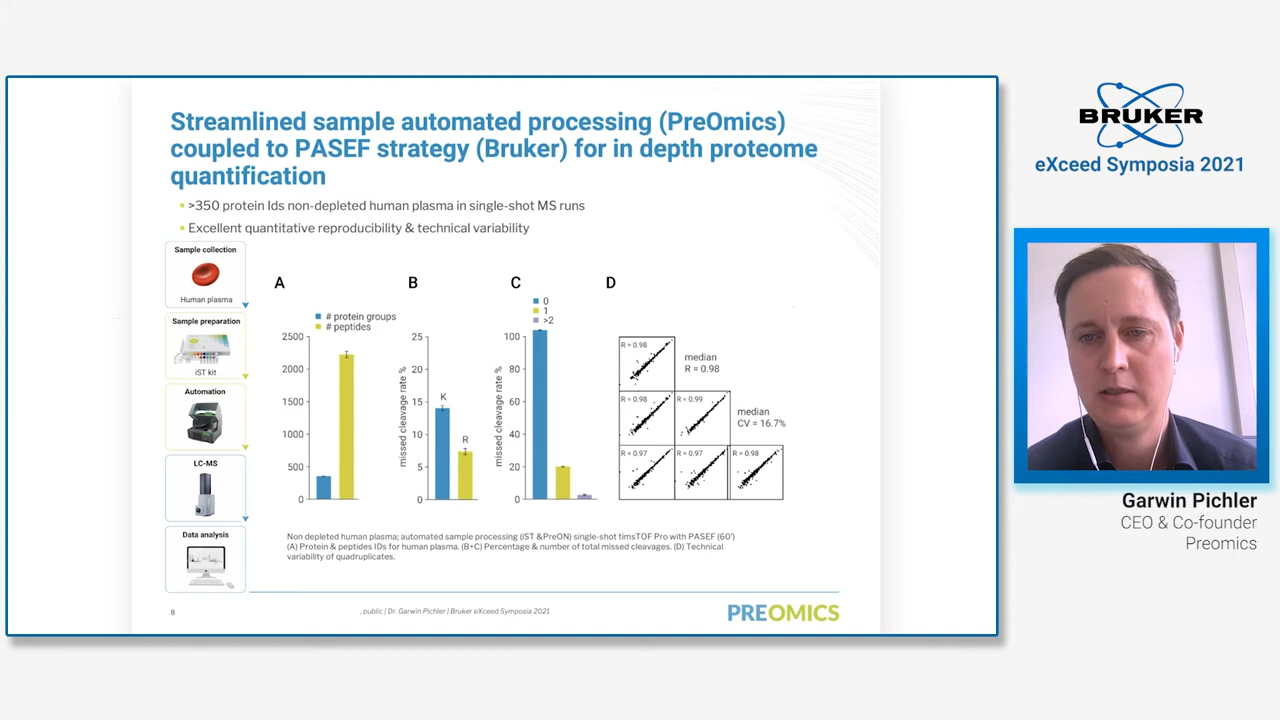 Streamlined sample automated processing (PreOmics)
coupled to PASEF strategy (Bruker) for in depth proteome
quantification
>350 protein Ids non-depleted human plasma in single-shot MS runs
Excellent quantitative reproducibility & technical variability
Sample collection
Human plasma
Sample preparation
iST kit
Automation
LC-MS
Data analysis
A
# protein groups
# peptides
2500
2000
1500
1000
500
0
B
missed cleavage rate %
25
20
15
10
5
0
K
R
C
0
1
>2
missed cleavage rate %
100
80
60
40
20
0
D
R = 0.98
median
R = 0.98
R = 0.98
R = 0.99
median
CV = 16.7%
R = 0.97
R = 0.97
R = 0.98
Non depleted human plasma; automated sample processing (iST &PreON) single-shot timsTOF Pro with PASEF (60')
(A) Protein & peptides IDs for human plasma. (B+C) Percentage & number of total missed cleavages. (D) Technical
variability of quadruplicates.
8
, public | Dr. Garwin Pichler | Bruker eXceed Symposia 2021
PREOMICS
BRUKER
eXceed Symposia 2021
Garwin Pichler
CEO & Co-founder
Preomics